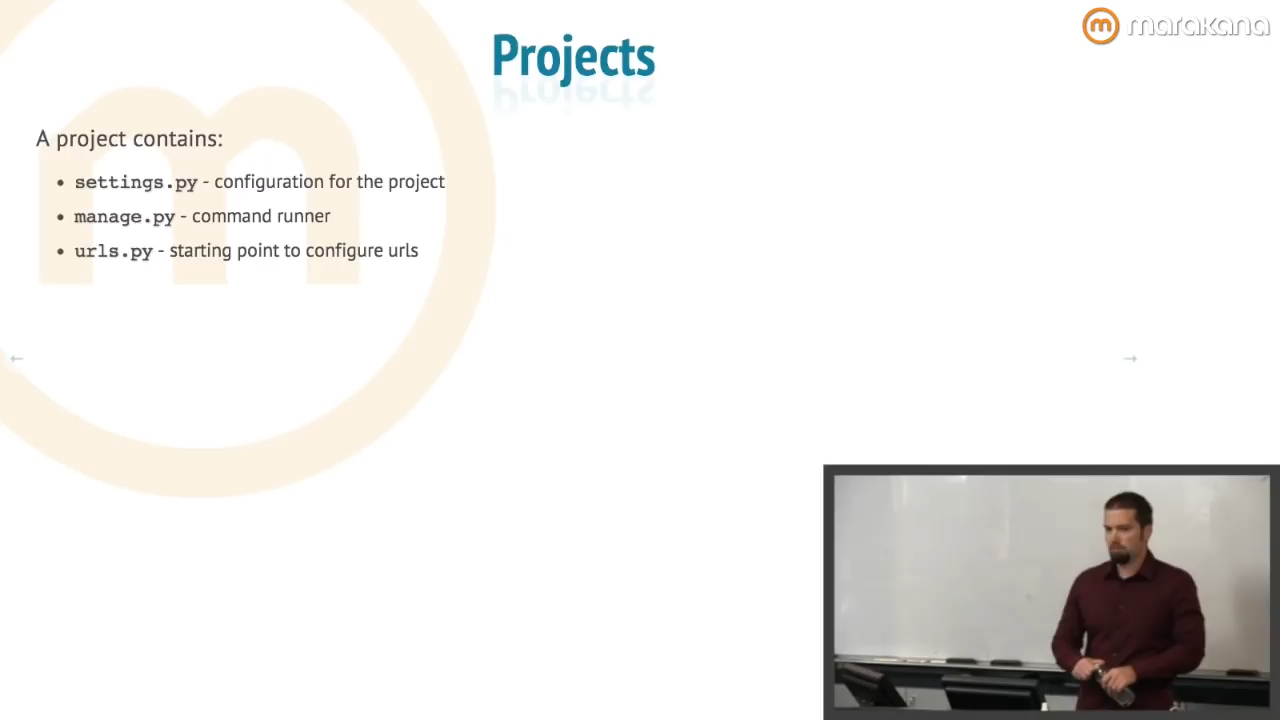 marakana
Projects
A project contains:
settings.py - configuration for the project
manage.py - command runner
urls.py - starting point to configure urls